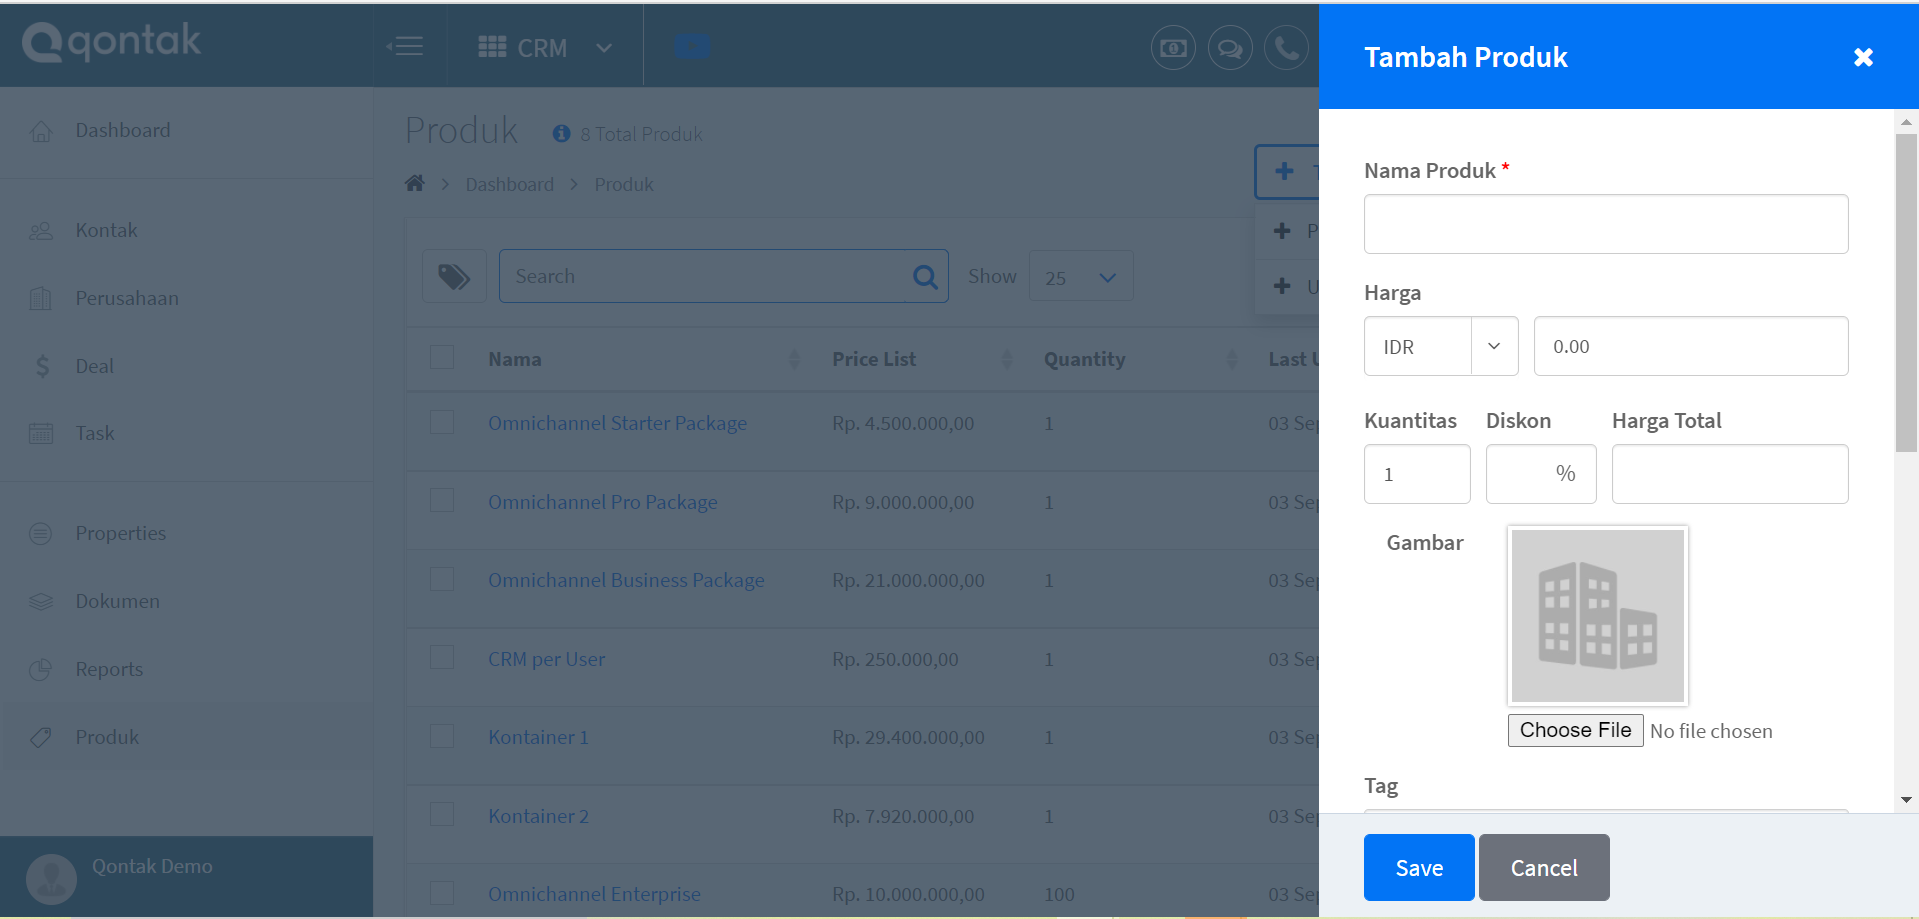 qontak
CRM
Tambah Produk
Dashboard
Kontak
Perusahaan
Deal
Task
Properties
Dokumen
Reports
Produk
Qontak Demo
Produk
8 Total Produk
Dashboard
Produk
Search
Show
25
Nama Price List Quantity Last
Omnichannel Starter Package Rp. 4.500.000,00 1 03 Sep
Omnichannel Pro Package Rp. 9.000.000,00 1 03 Sep
Omnichannel Business Package Rp. 21.000.000,00 1 03 Sep
CRM per User Rp. 250.000,00 1 03 Sep
Kontainer 1 Rp. 29.400.000,00 1 03 Sep
Kontainer 2 Rp. 7.920.000,00 1 03 Sep
Omnichannel Enterprise Rp. 10.000.000,00 100 03 Sep
Nama Produk *
Harga
IDR 0.00
Kuantitas Diskon Harga Total
1 %
Gambar
Choose File No file chosen
Tag
Save Cancel